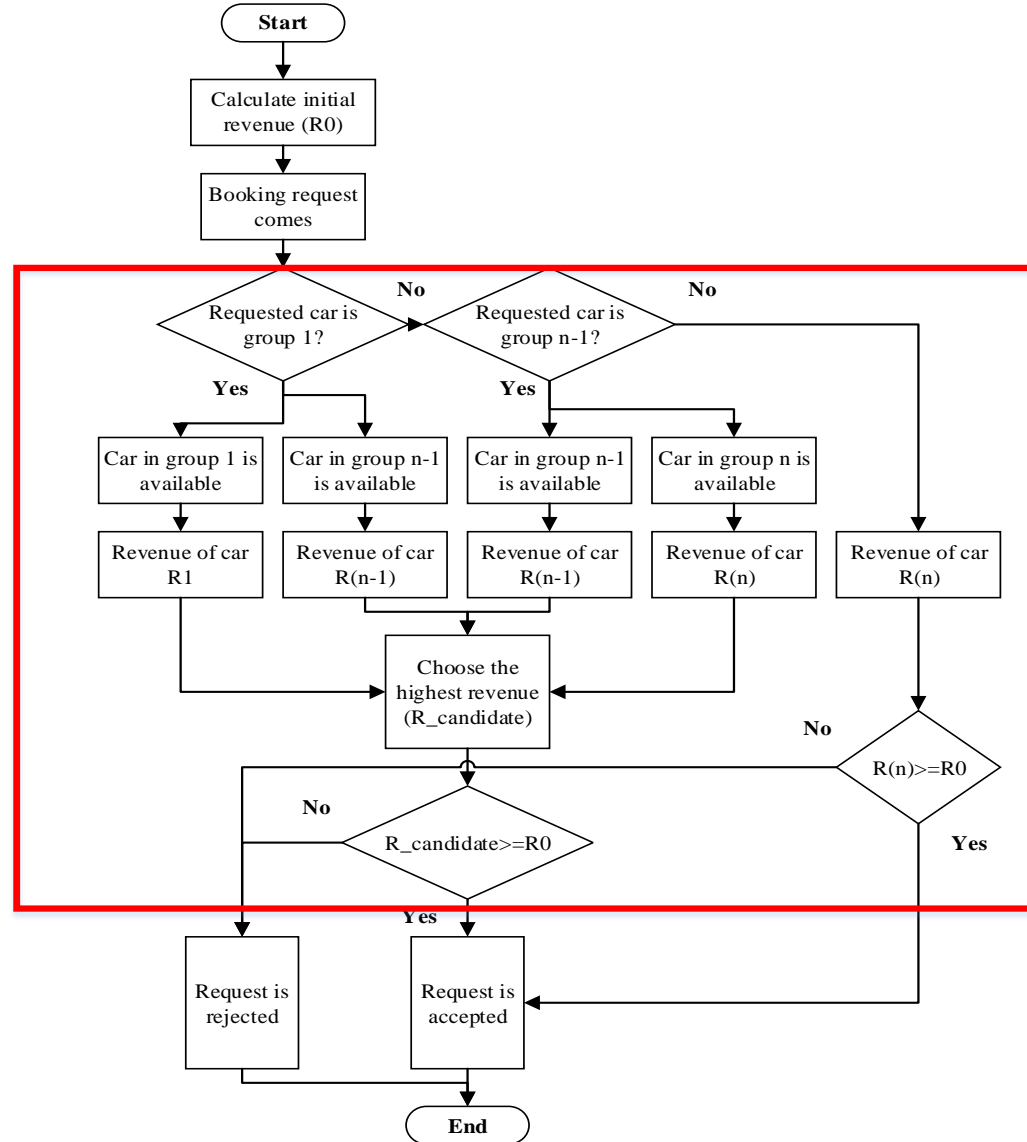 Start
Calculate initial
revenue (R0)
Booking request
comes
No
No
Requested car is
group 1?
Requested car is
group n-1?
Yes
Yes
Car in group 1 is
available
Car in group n-1
is available
Car in group n-1
is available
Car in group n is
available
Revenue of car
R1
Revenue of car
R(n-1)
Revenue of car
R(n-1)
Revenue of car
R(n)
Revenue of car
R(n)
Choose the
highest revenue
(R_candidate)
No
R(n)>=R0
No
R_candidate>=R0
Yes
Yes
Request is
rejected
Request is
accepted
End